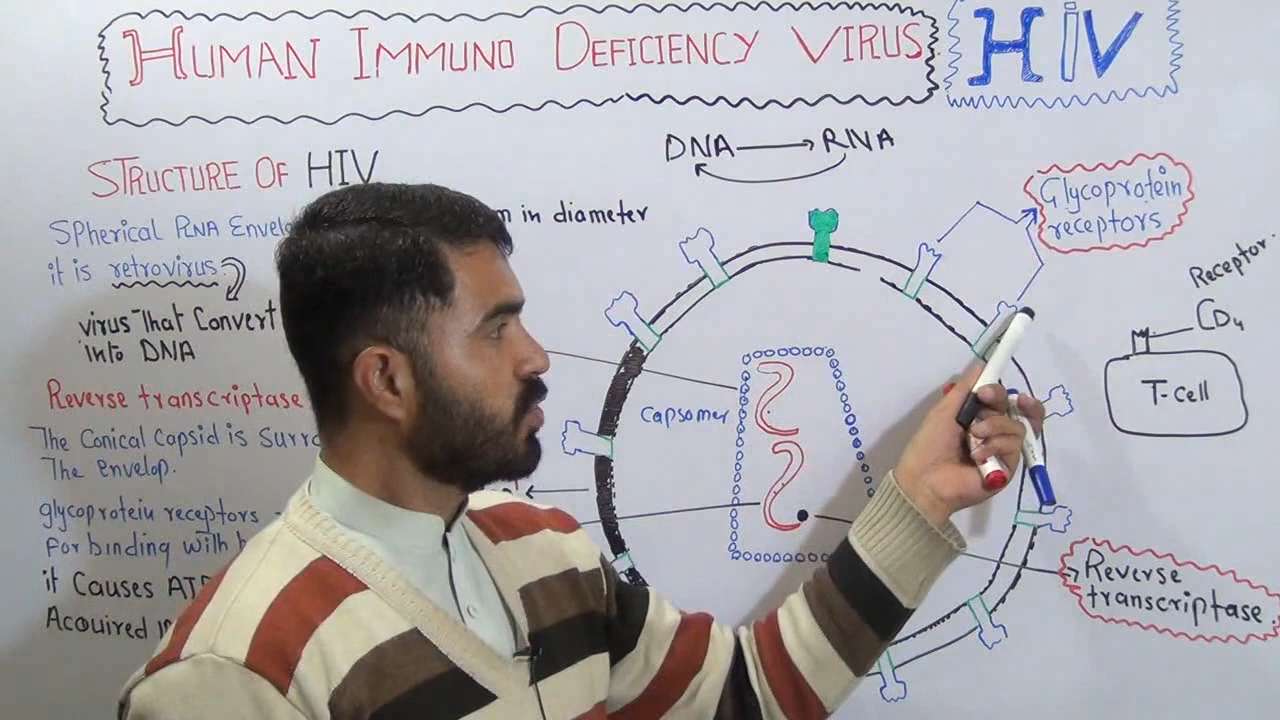 HUMAN IMMUNO DEFICIENCY VIRUS
HIV
DNA → RNA
STRUCTURE OF HIV
Spherical RNA Envelo
m in diameter
it is retrovirus
virus That Convert
into DNA
Reverse transcriptase
The Conical Capsid is Surro
The Envelop.
glycoprotein receptors
For binding with h
it Causes AI
Acquired
Capsomer
Glycoprotein
receptors
Receptor.
CD4
T-cell
Reverse
transcriptase